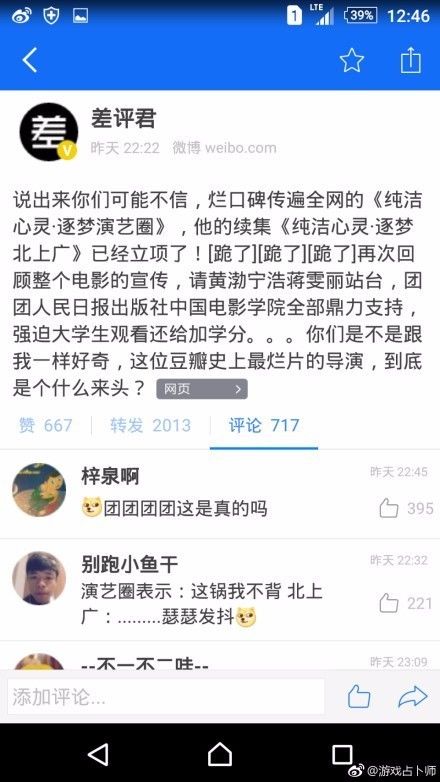 1 LTE 39% 12:46
差评君
昨天 22:22 微博 weibo.com
说出来你们可能不信，烂口碑传遍全网的《纯洁
心灵·逐梦演艺圈》，他的续集《纯洁心灵·逐梦
北上广》已经立项了！[跪了][跪了][跪了]再次回
顾整个电影的宣传，请黄渤宁浩蒋雯丽站台，团
团人民日报出版社中国电影学院全部鼎力支持，
强迫大学生观看还给加学分。。。你们是不是跟
我一样好奇，这位豆瓣史上最烂片的导演，到底
是个什么来头？ 网页 >
赞 667 转发 2013 评论 717
梓泉啊 昨天 22:45
团团团团这是真的吗 395
别跑小鱼干 昨天 22:32
演艺圈表示：这锅我不背 北上
广：.........瑟瑟发抖 221
--不一不二哇-- 昨天 23:09
添加评论...
@游戏占卜师